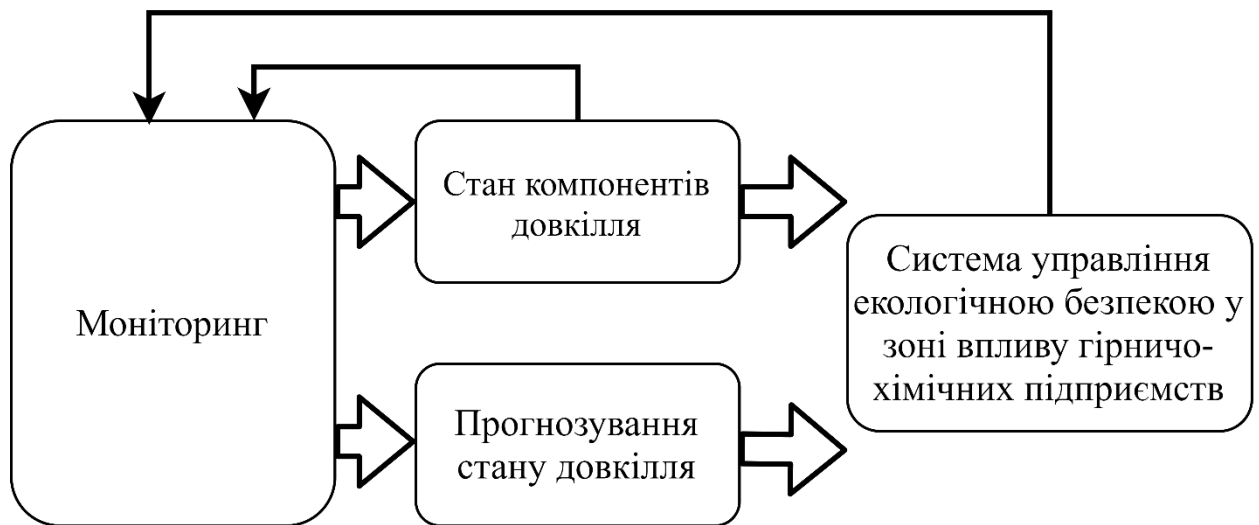 Моніторинг
Стан компонентів
довкілля
Прогнозування
стану довкілля
Система управління
екологічною безпекою у
зоні впливу гірничо-
хімічних підприємств